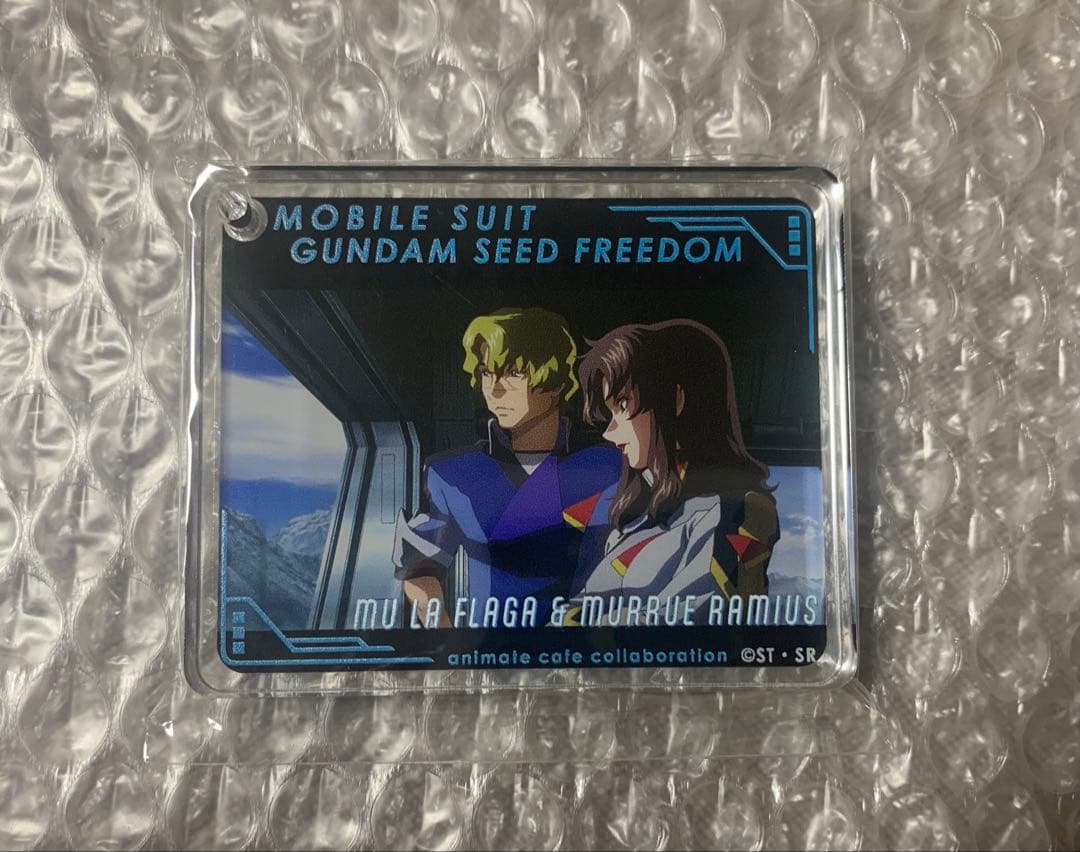 MOBILE SUIT
GUNDAM SEED FREEDOM
MU LA FLAGA & MURRUE RAMIUS
animate cafe collaboration ©ST・SR